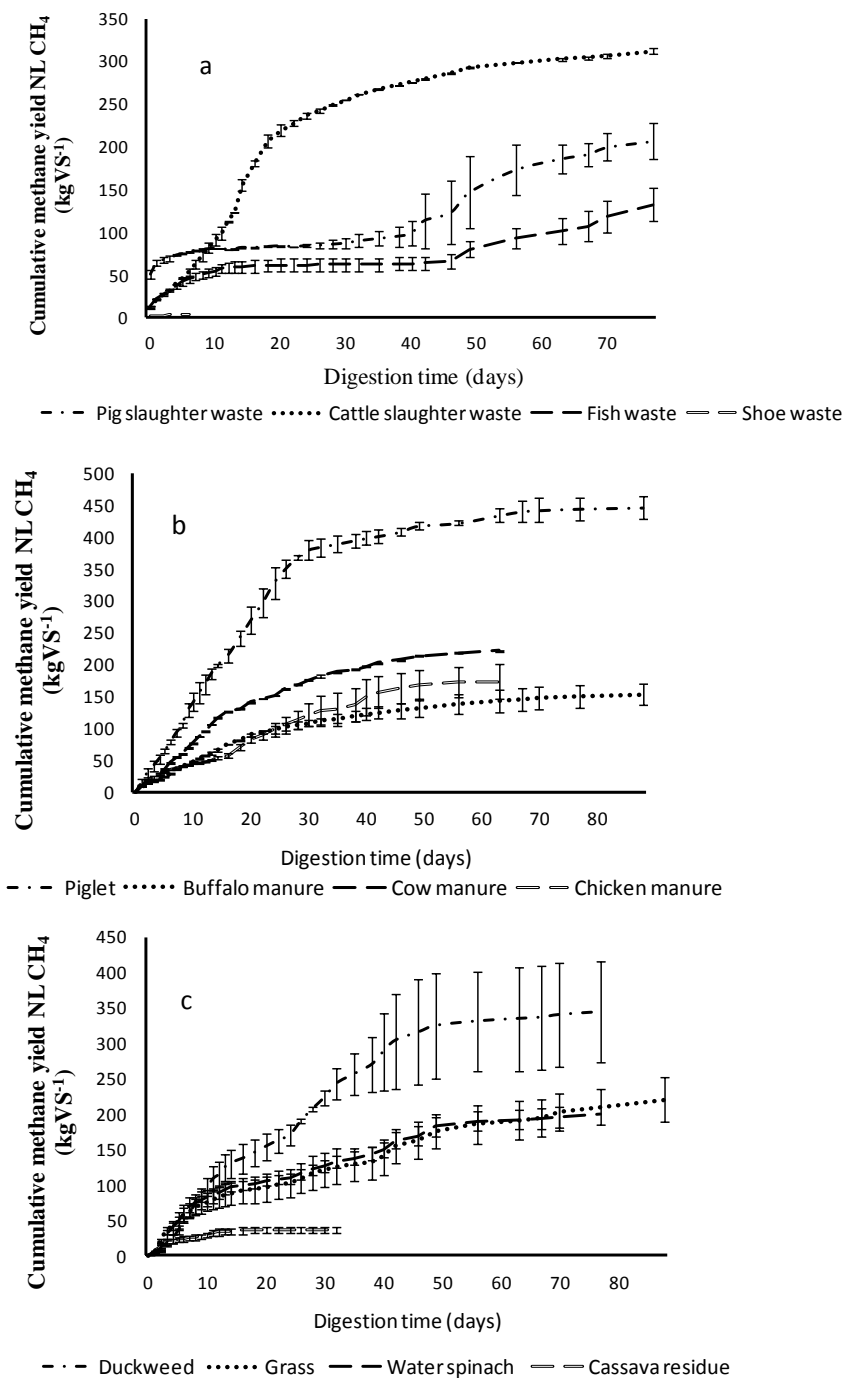 Cumulative methane yield NL CH4
(kgVS-1)
350
300
250
200
150
100
50
0
a
0 10 20 30 40 50 60 70
Digestion time (days)
Pig slaughter waste Cattle slaughter waste Fish waste Shoe waste
Cumulative methane yield NL CH4
(kgVS-1)
500
450
400
350
300
250
200
150
100
50
0
b
0 10 20 30 40 50 60 70 80
Digestion time (days)
Piglet Buffalo manure Cow manure Chicken manure
Cumulative methane yield NL CH4
(kgVS-1)
450
400
350
300
250
200
150
100
50
0
c
0 10 20 30 40 50 60 70 80
Digestion time (days)
Duckweed Grass Water spinach Cassava residue